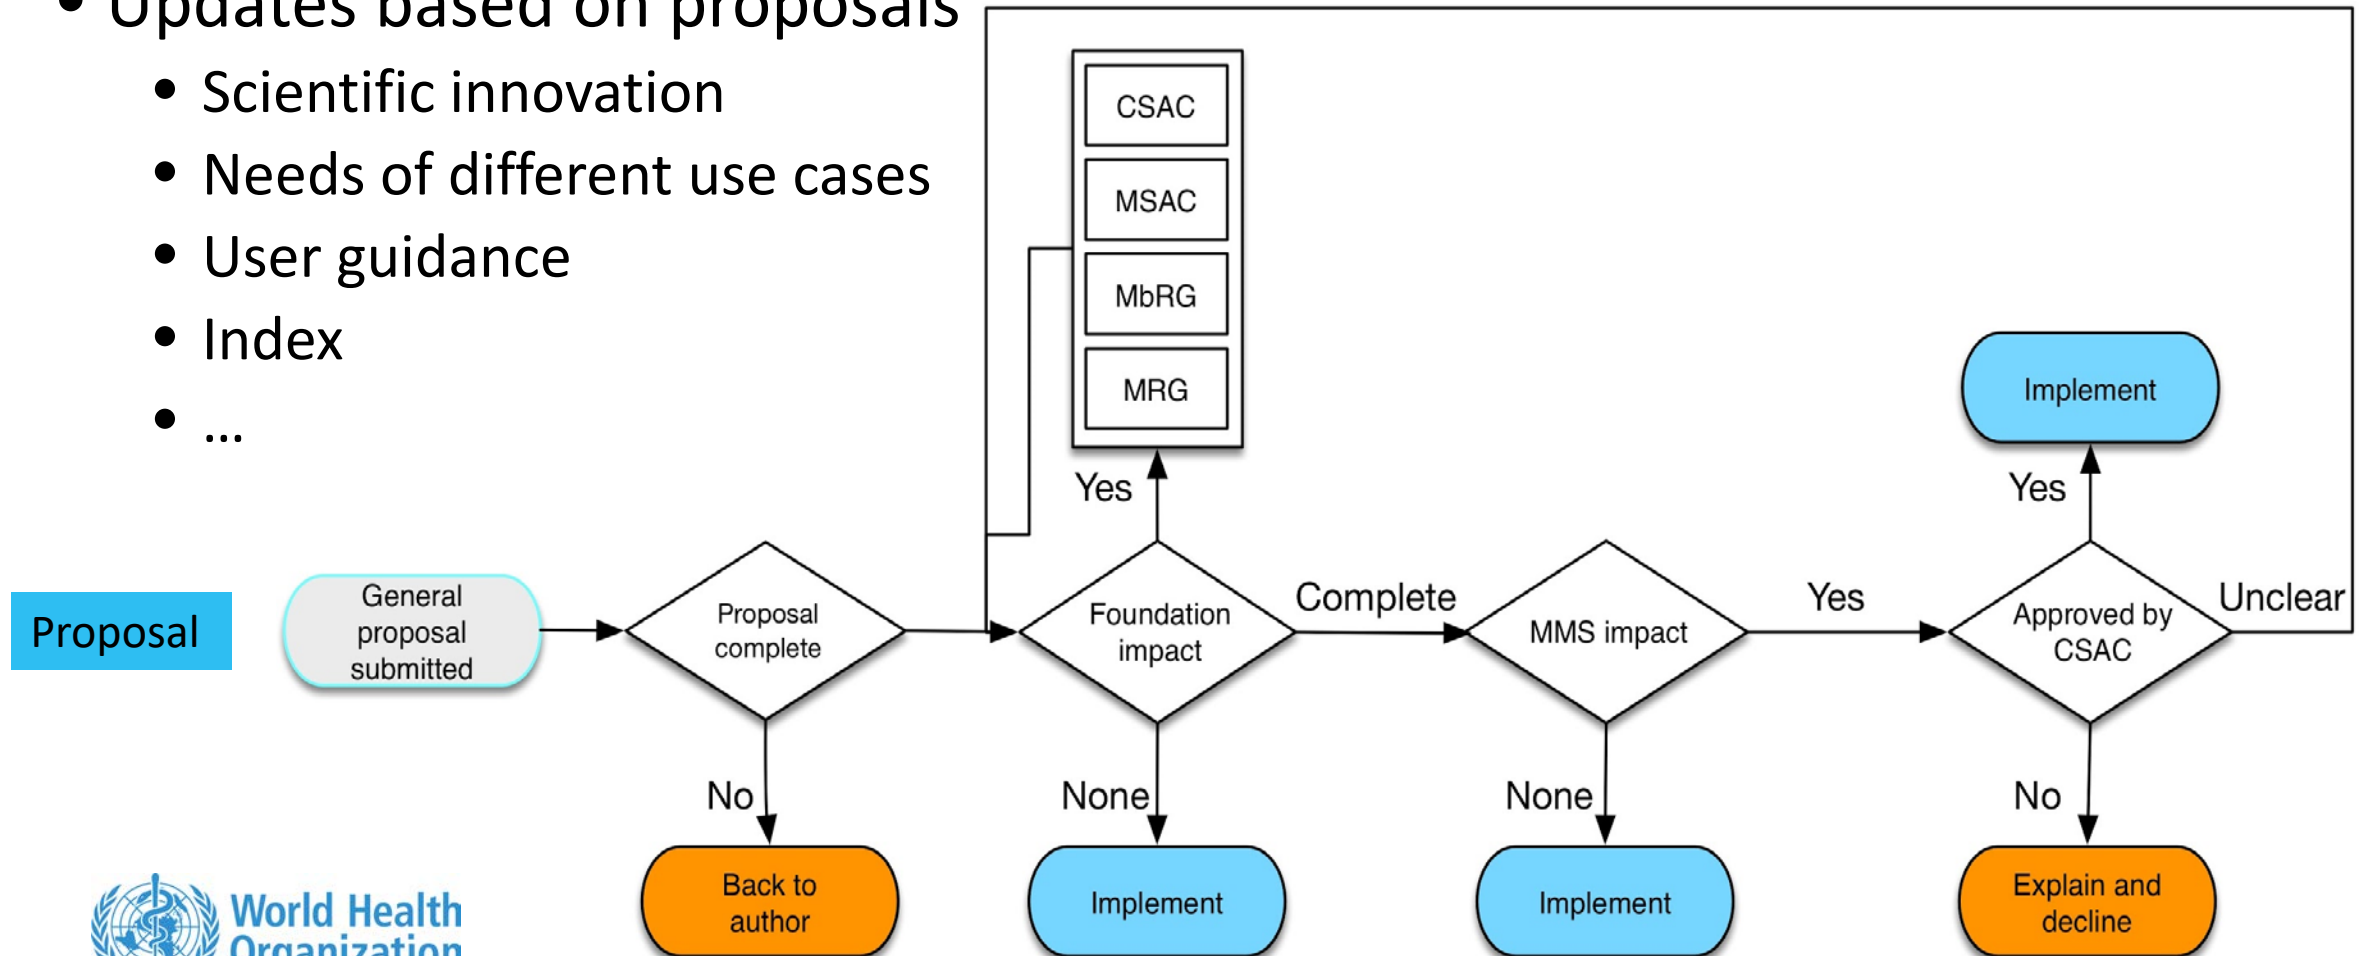 • Updates based on proposals
• Scientific innovation
• Needs of different use cases
• User guidance
• Index
• ...
CSAC
MSAC
MbRG
MRG
Yes
Implement
Yes
Proposal
General
proposal
submitted
Proposal
complete
Foundation
impact
Complete
MMS impact
Yes
Approved by
CSAC
Unclear
No
None
None
No
Back to
author
Implement
Implement
Explain and
decline
World Health
Organization